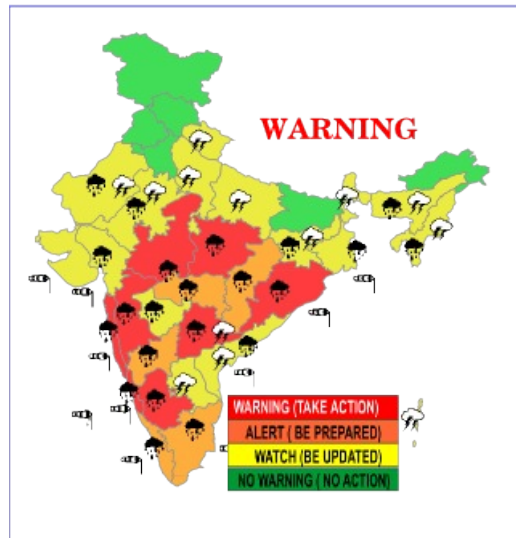 WARNING
WARNING (TAKE ACTION)
ALERT ( BE PREPARED)
WATCH (BE UPDATED)
NO WARNING ( NO ACTION)